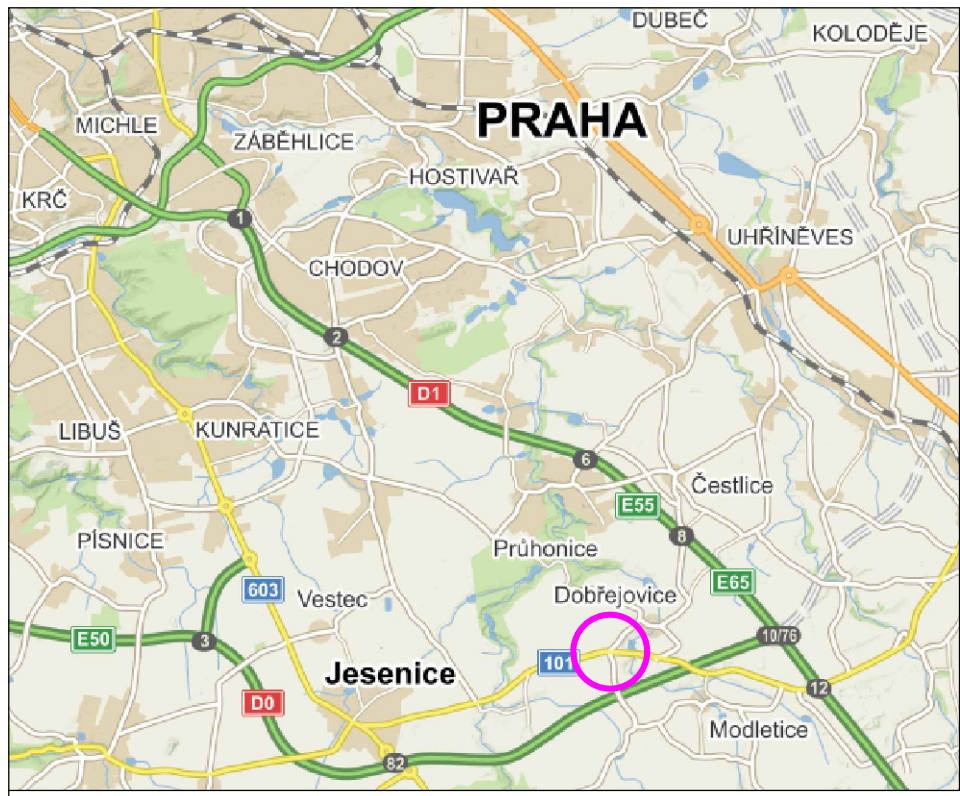 DUBEČ
KOLODĚJE
PRAHA
MICHLE
ZÁBĚHLICE
HOSTIVAŘ
KRČ
1
UHŘÍNĚVES
CHODOV
2
D1
LIBUŠ
KUNRATICE
6
Čestlice
E55
8
PÍSNICE
Průhonice
E65
603
Vestec
Dobřejovice
E50
3
10/76
101
Jesenice
12
D0
Modletice
82